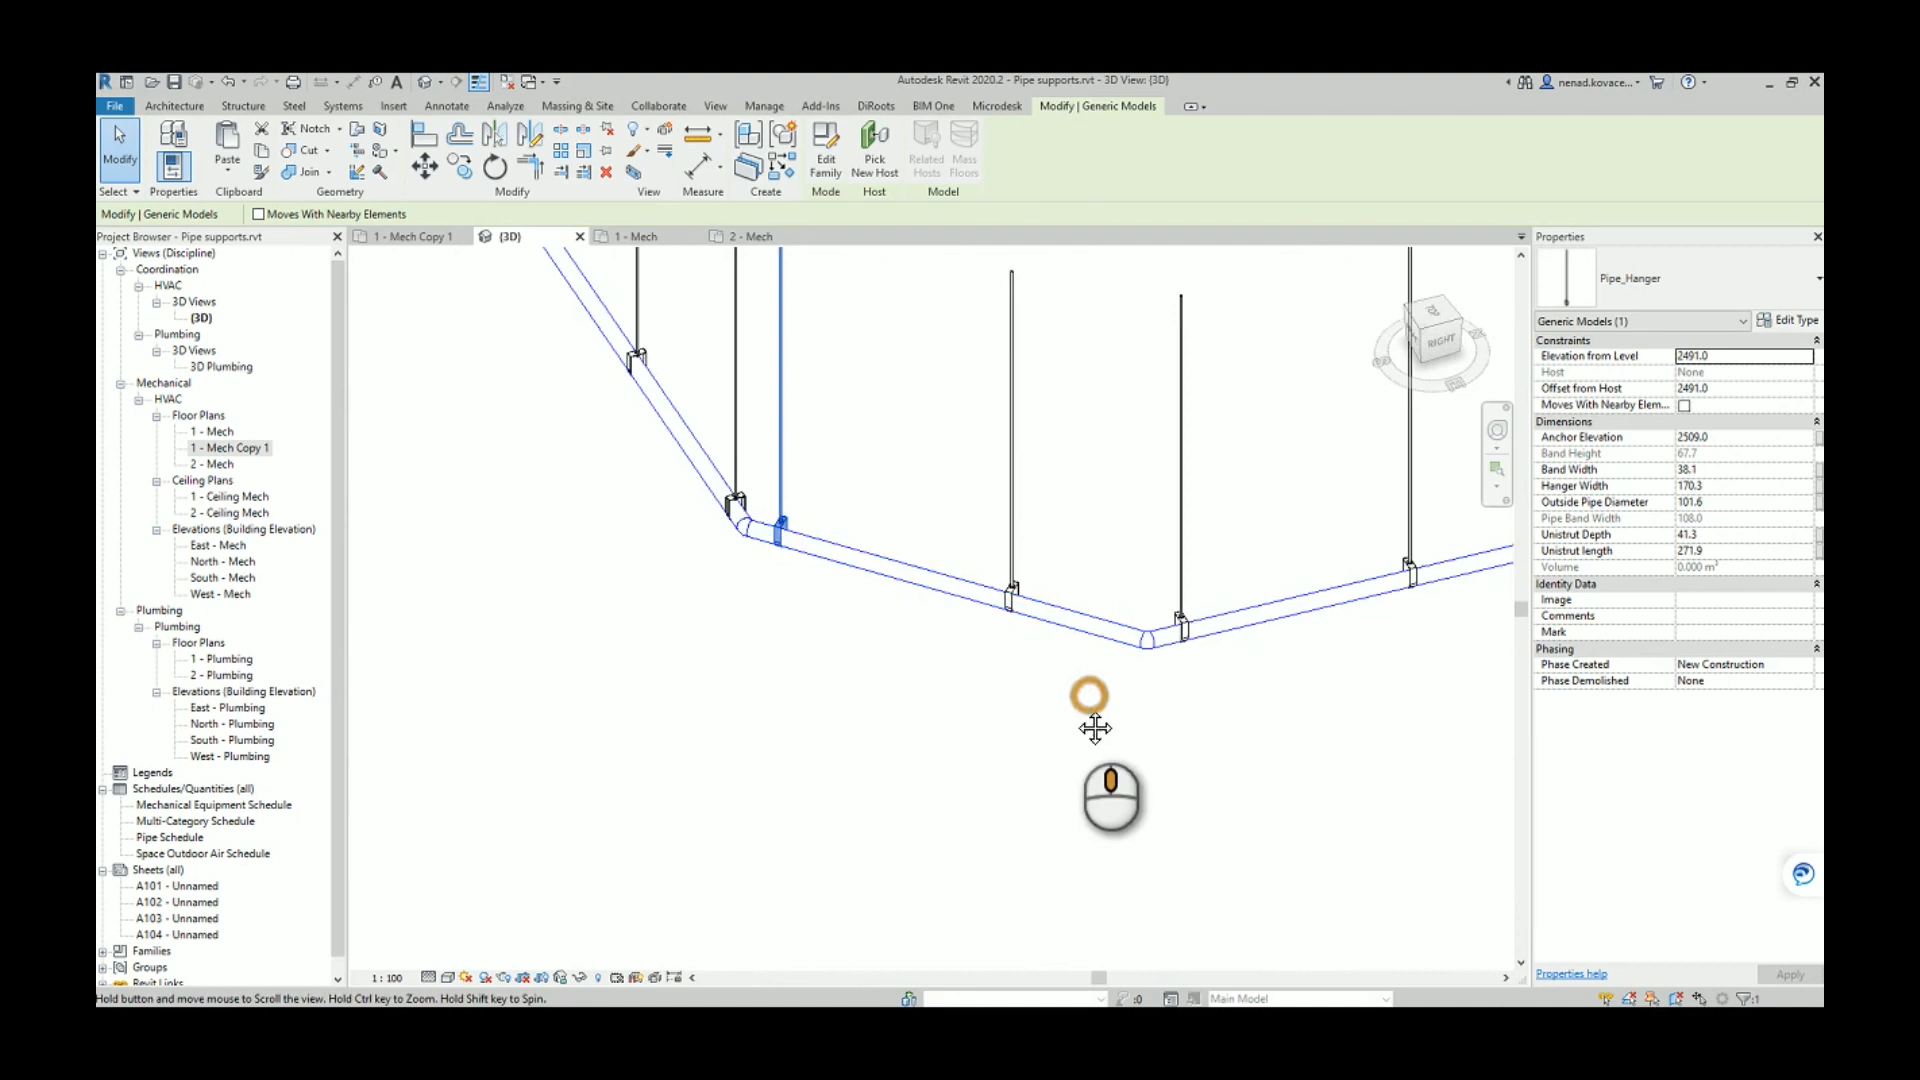 Autodesk Revit 2020.2 - Pipe supports.rvt - 3D View: {3D}
nenad.kovace...
File Architecture Structure Steel Systems Insert Annotate Analyze Massing & Site Collaborate View Manage Add-Ins DiRoots BIM One Microdesk Modify | Generic Models
Modify Paste Notch Cut Join Edit Family Pick New Host Related Hosts Mass Floors
Select Properties Clipboard Geometry Modify View Measure Create Mode Host Model
Modify | Generic Models Moves With Nearby Elements
Project Browser - Pipe supports.rvt
1 - Mech Copy 1 {3D} 1 - Mech 2 - Mech
Views (Discipline)
Coordination
HVAC
3D Views
{3D}
Plumbing
3D Views
3D Plumbing
Mechanical
HVAC
Floor Plans
1 - Mech
1 - Mech Copy 1
2 - Mech
Ceiling Plans
1 - Ceiling Mech
2 - Ceiling Mech
Elevations (Building Elevation)
East - Mech
North - Mech
South - Mech
West - Mech
Plumbing
Plumbing
Floor Plans
1 - Plumbing
2 - Plumbing
Elevations (Building Elevation)
East - Plumbing
North - Plumbing
South - Plumbing
West - Plumbing
Legends
Schedules/Quantities (all)
Mechanical Equipment Schedule
Multi-Category Schedule
Pipe Schedule
Space Outdoor Air Schedule
Sheets (all)
A101 - Unnamed
A102 - Unnamed
A103 - Unnamed
A104 - Unnamed
Families
Groups
Revit Links
RIGHT
1 : 100
Properties
Pipe_Hanger
Generic Models (1) Edit Type
Constraints
Elevation from Level 2491.0
Host None
Offset from Host 2491.0
Moves With Nearby Elem...
Dimensions
Anchor Elevation 2509.0
Band Height 67.7
Band Width 38.1
Hanger Width 170.3
Outside Pipe Diameter 101.6
Pipe Band Width 108.0
Unistrut Depth 41.3
Unistrut length 271.9
Volume 0.000 m³
Identity Data
Image
Comments
Mark
Phasing
Phase Created New Construction
Phase Demolished None
Properties help Apply
Hold button and move mouse to Scroll the view. Hold Ctrl key to Zoom. Hold Shift key to Spin.
:0 Main Model :1